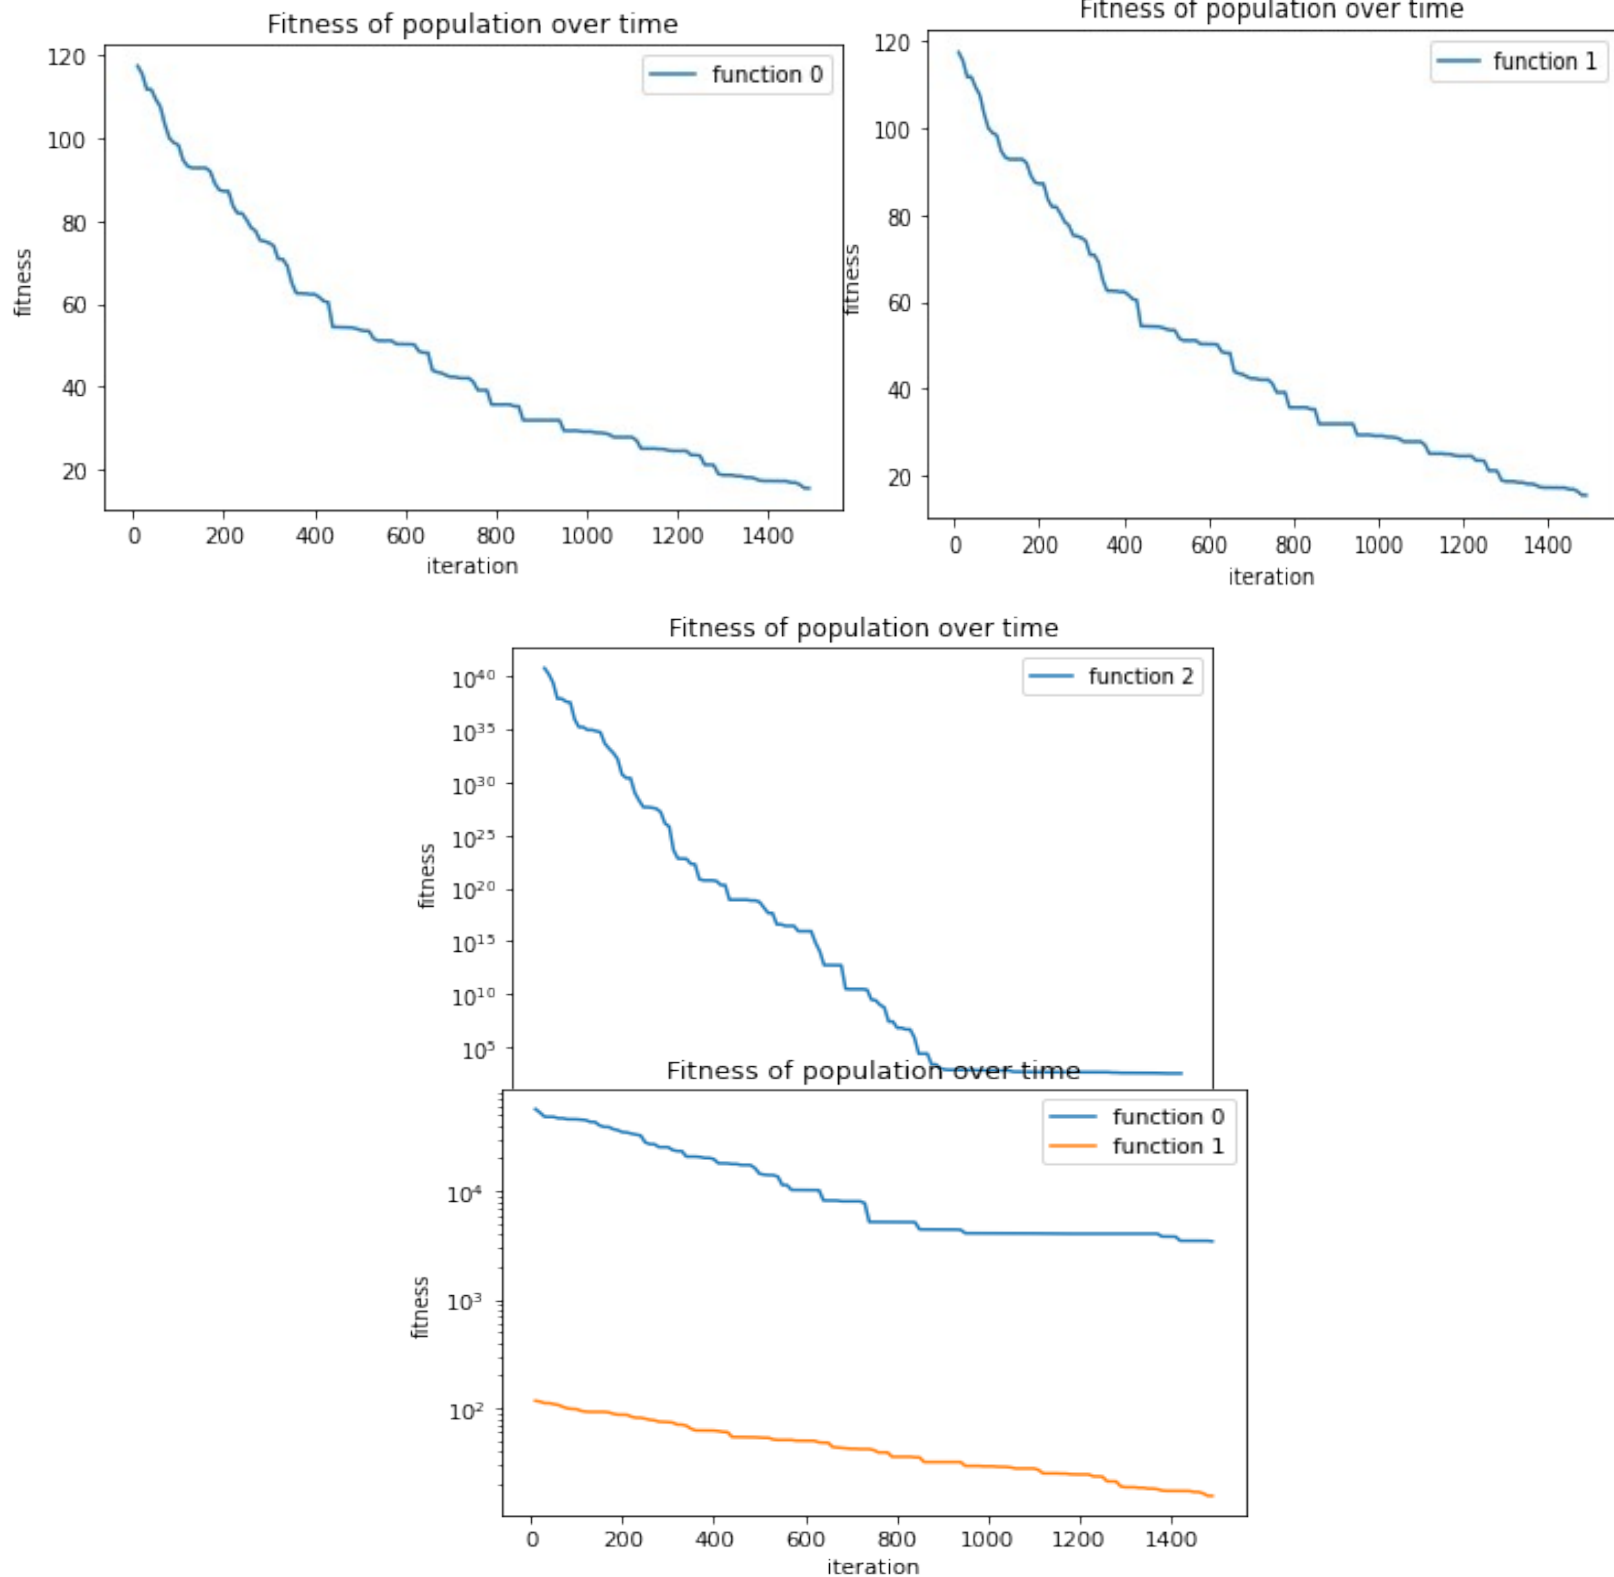 Fitness of population over time
function 0
120
100
80
60
40
20
fitness
0 200 400 600 800 1000 1200 1400
iteration
Fitness of population over time
function 1
120
100
80
60
40
20
fitness
0 200 400 600 800 1000 1200 1400
iteration
Fitness of population over time
function 2
10⁴⁰
10³⁵
10³⁰
10²⁵
10²⁰
10¹⁵
10¹⁰
10⁵
fitness
Fitness of population over time
function 0
function 1
10⁴
10³
10²
fitness
0 200 400 600 800 1000 1200 1400
iteration